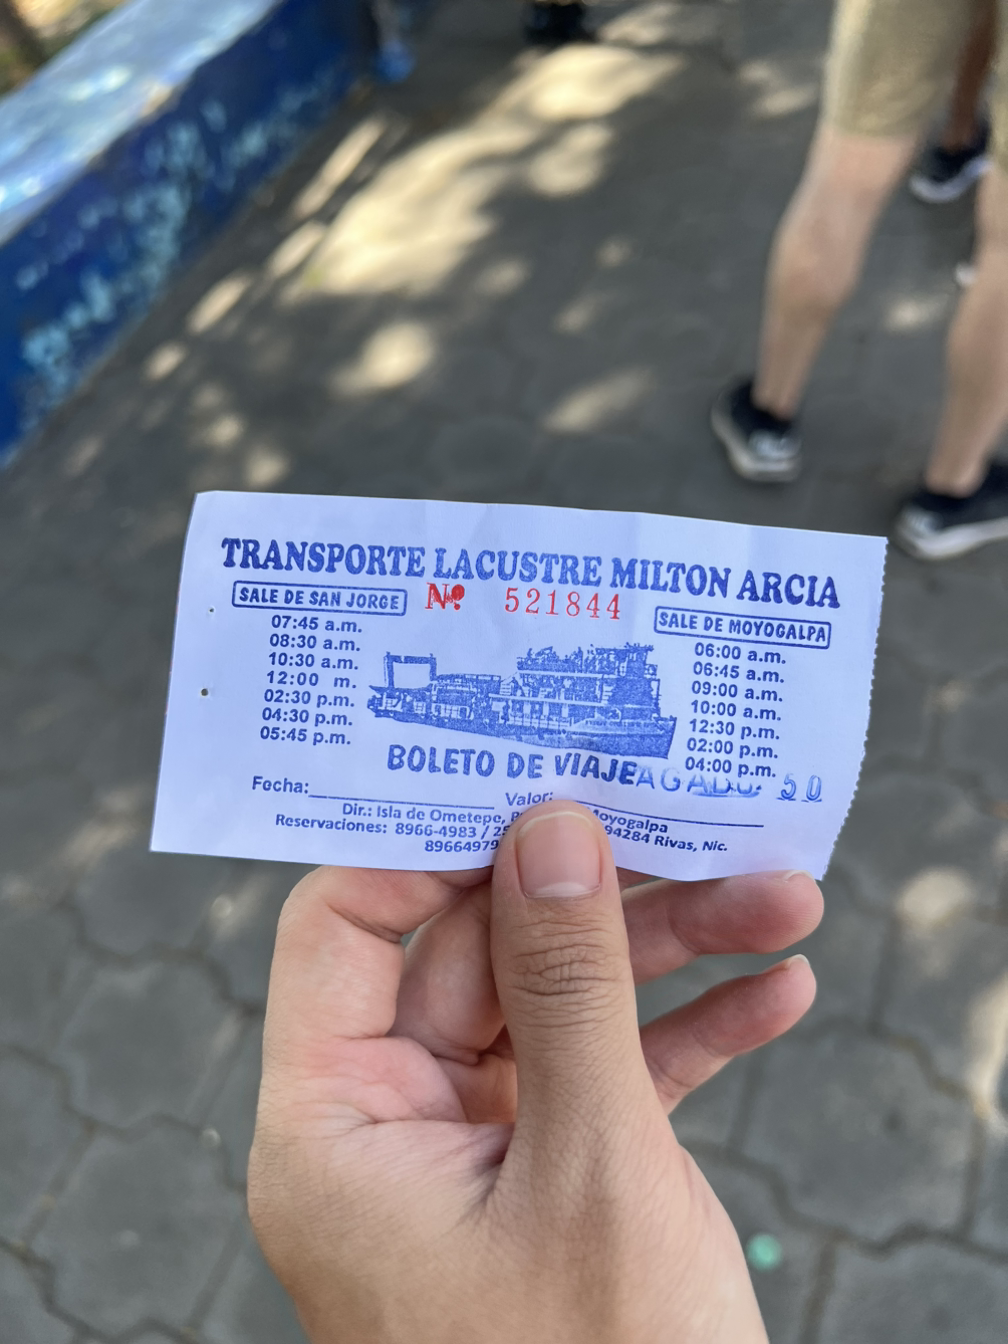 TRANSPORTE LACUSTRE MILTON ARCIA
Nº 521844
SALE DE SAN JORGE
07:45 a.m.
08:30 a.m.
10:30 a.m.
12:00 m.
02:30 p.m.
04:30 p.m.
05:45 p.m.
SALE DE MOYOGALPA
06:00 a.m.
06:45 a.m.
09:00 a.m.
10:00 a.m.
12:30 p.m.
02:00 p.m.
04:00 p.m.
BOLETO DE VIAJE
AGADO 50
Fecha: Valor:
Dir.: Isla de Ometepe, Moyogalpa
Reservaciones: 8966-4983 / 94284 Rivas, Nic.
8966497